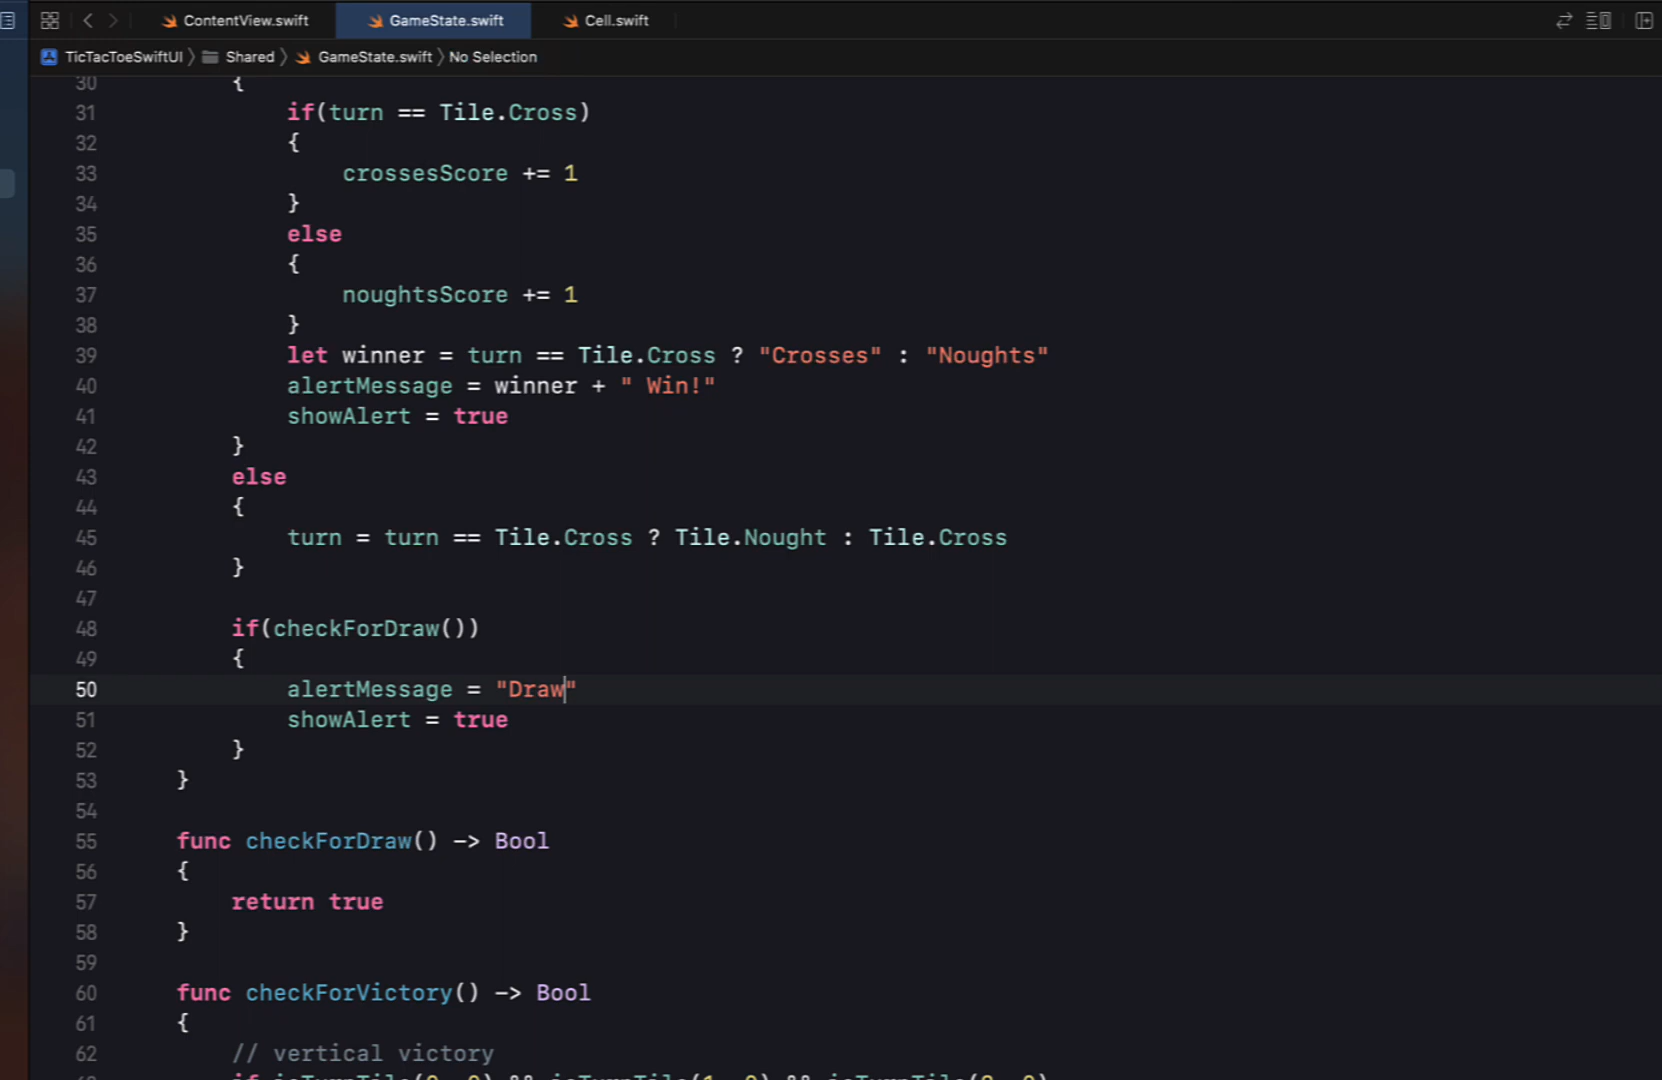 ContentView.swift GameState.swift Cell.swift
TicTacToeSwiftUI 〉 Shared 〉 GameState.swift 〉 No Selection
30 {
31 if(turn == Tile.Cross)
32 {
33 crossesScore += 1
34 }
35 else
36 {
37 noughtsScore += 1
38 }
39 let winner = turn == Tile.Cross ? "Crosses" : "Noughts"
40 alertMessage = winner + " Win!"
41 showAlert = true
42 }
43 else
44 {
45 turn = turn == Tile.Cross ? Tile.Nought : Tile.Cross
46 }
47
48 if(checkForDraw())
49 {
50 alertMessage = "Draw"
51 showAlert = true
52 }
53 }
54
55 func checkForDraw() -> Bool
56 {
57 return true
58 }
59
60 func checkForVictory() -> Bool
61 {
62 // vertical victory